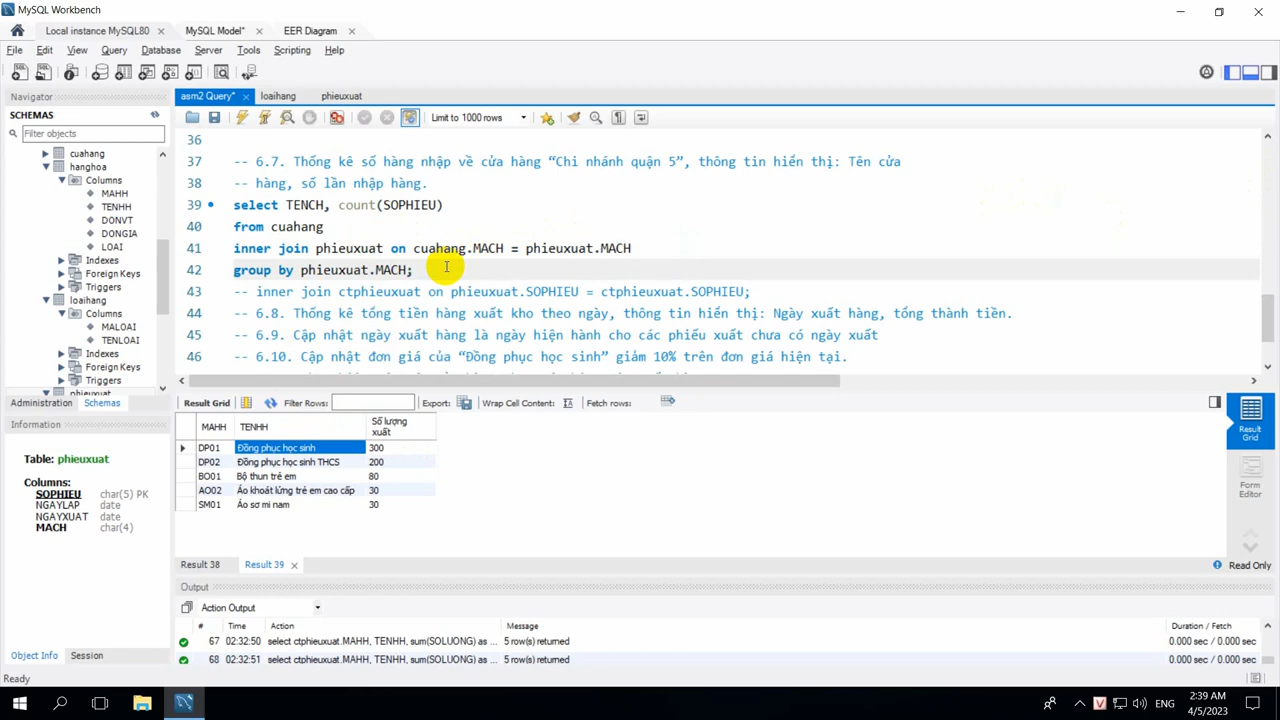 MySQL Workbench
Local instance MySQL80
MySQL Model*
EER Diagram
File Edit View Query Database Server Tools Scripting Help
Navigator
SCHEMAS
Filter objects
cuahang
hanghoa
Columns
MAHH
TENHH
DONVT
DONGIA
LOAI
Indexes
Foreign Keys
Triggers
loaihang
Columns
MALOAI
TENLOAI
Indexes
Foreign Keys
Triggers
phieuxuat
Administration Schemas
Information
Table: phieuxuat
Columns:
SOPHIEU char(5) PK
NGAYLAP date
NGAYXUAT date
MACH char(4)
Object Info Session
asm2 Query* loaihang phieuxuat
Limit to 1000 rows
36
37 -- 6.7. Thống kê số hàng nhập về cửa hàng “Chi nhánh quận 5”, thông tin hiển thị: Tên cửa
38 -- hàng, số lần nhập hàng.
39 select TENCH, count(SOPHIEU)
40 from cuahang
41 inner join phieuxuat on cuahang.MACH = phieuxuat.MACH
42 group by phieuxuat.MACH;
43 -- inner join ctphieuxuat on phieuxuat.SOPHIEU = ctphieuxuat.SOPHIEU;
44 -- 6.8. Thống kê tổng tiền hàng xuất kho theo ngày, thông tin hiển thị: Ngày xuất hàng, tổng thành tiền.
45 -- 6.9. Cập nhật ngày xuất hàng là ngày hiện hành cho các phiếu xuất chưa có ngày xuất
46 -- 6.10. Cập nhật đơn giá của “Đồng phục học sinh” giảm 10% trên đơn giá hiện tại.
Result Grid Filter Rows: Export: Wrap Cell Content: Fetch rows:
MAHH TENHH Số lượng xuất
DP01 Đồng phục học sinh 300
DP02 Đồng phục học sinh THCS 200
BO01 Bộ thun trẻ em 80
AO02 Áo khoát lửng trẻ em cao cấp 30
SM01 Áo sơ mi nam 30
Result Grid
Form Editor
Result 38 Result 39
Read Only
Output
Action Output
# Time Action Message Duration / Fetch
67 02:32:50 select ctphieuxuat.MAHH, TENHH, sum(SOLUONG) as ... 5 row(s) returned 0.000 sec / 0.000 sec
68 02:32:51 select ctphieuxuat.MAHH, TENHH, sum(SOLUONG) as ... 5 row(s) returned 0.000 sec / 0.000 sec
Ready
ENG
2:39 AM
4/5/2023